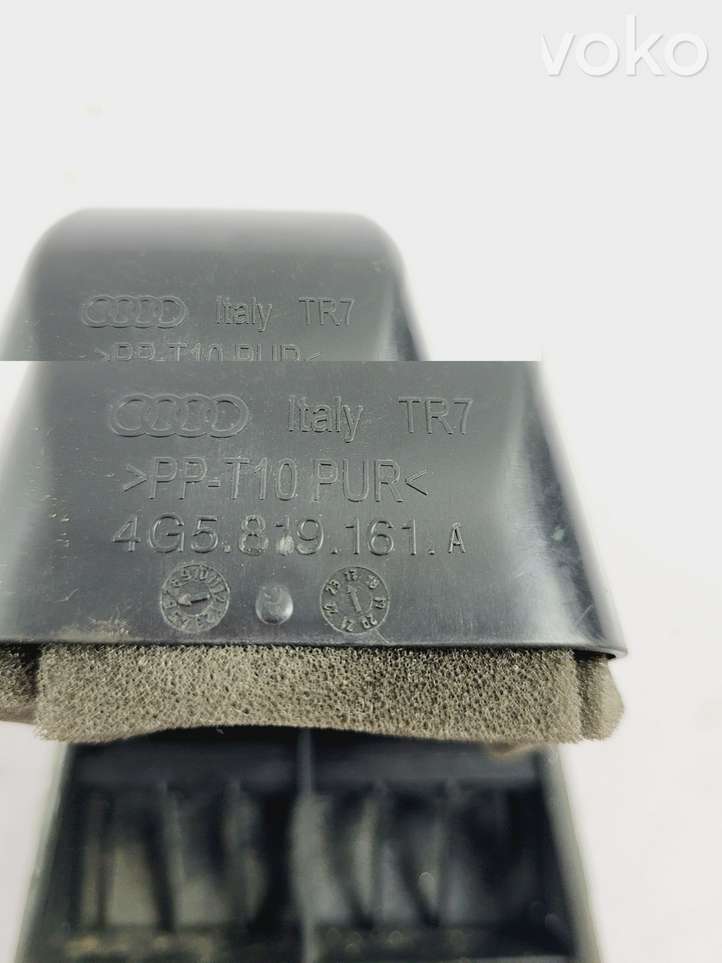 voko
Italy TR7
>PP-T10 PUR<
Italy TR7
>PP-T10 PUR<
4G5.819.161.A